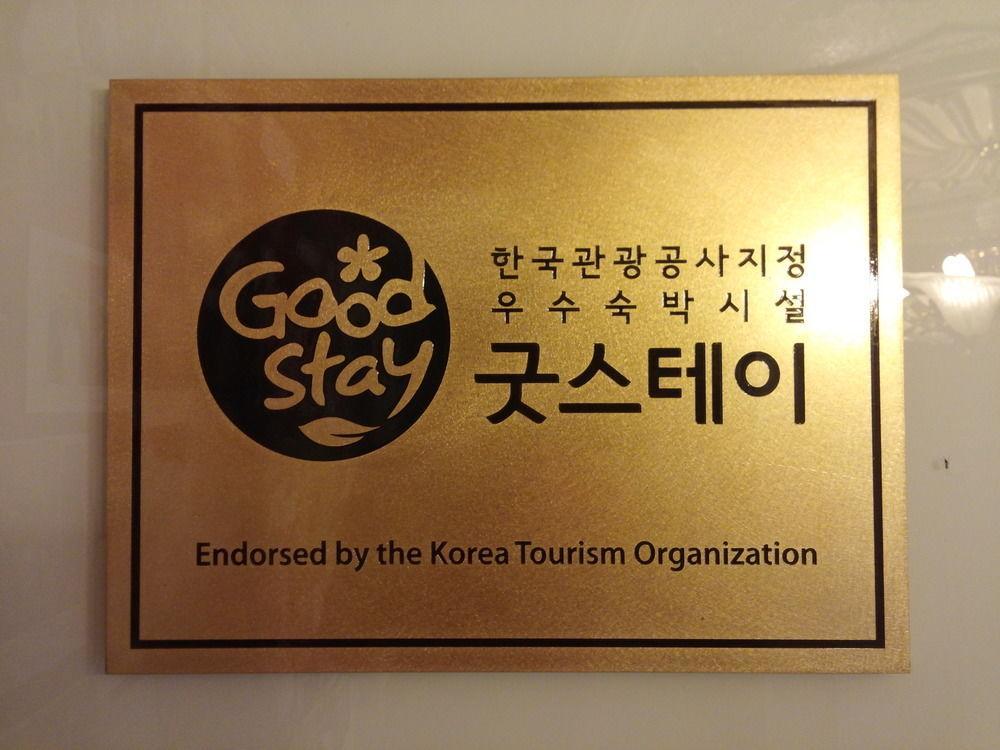 Good
stay
한국관광공사지정
우수숙박시설
굿스테이
Endorsed by the Korea Tourism Organization